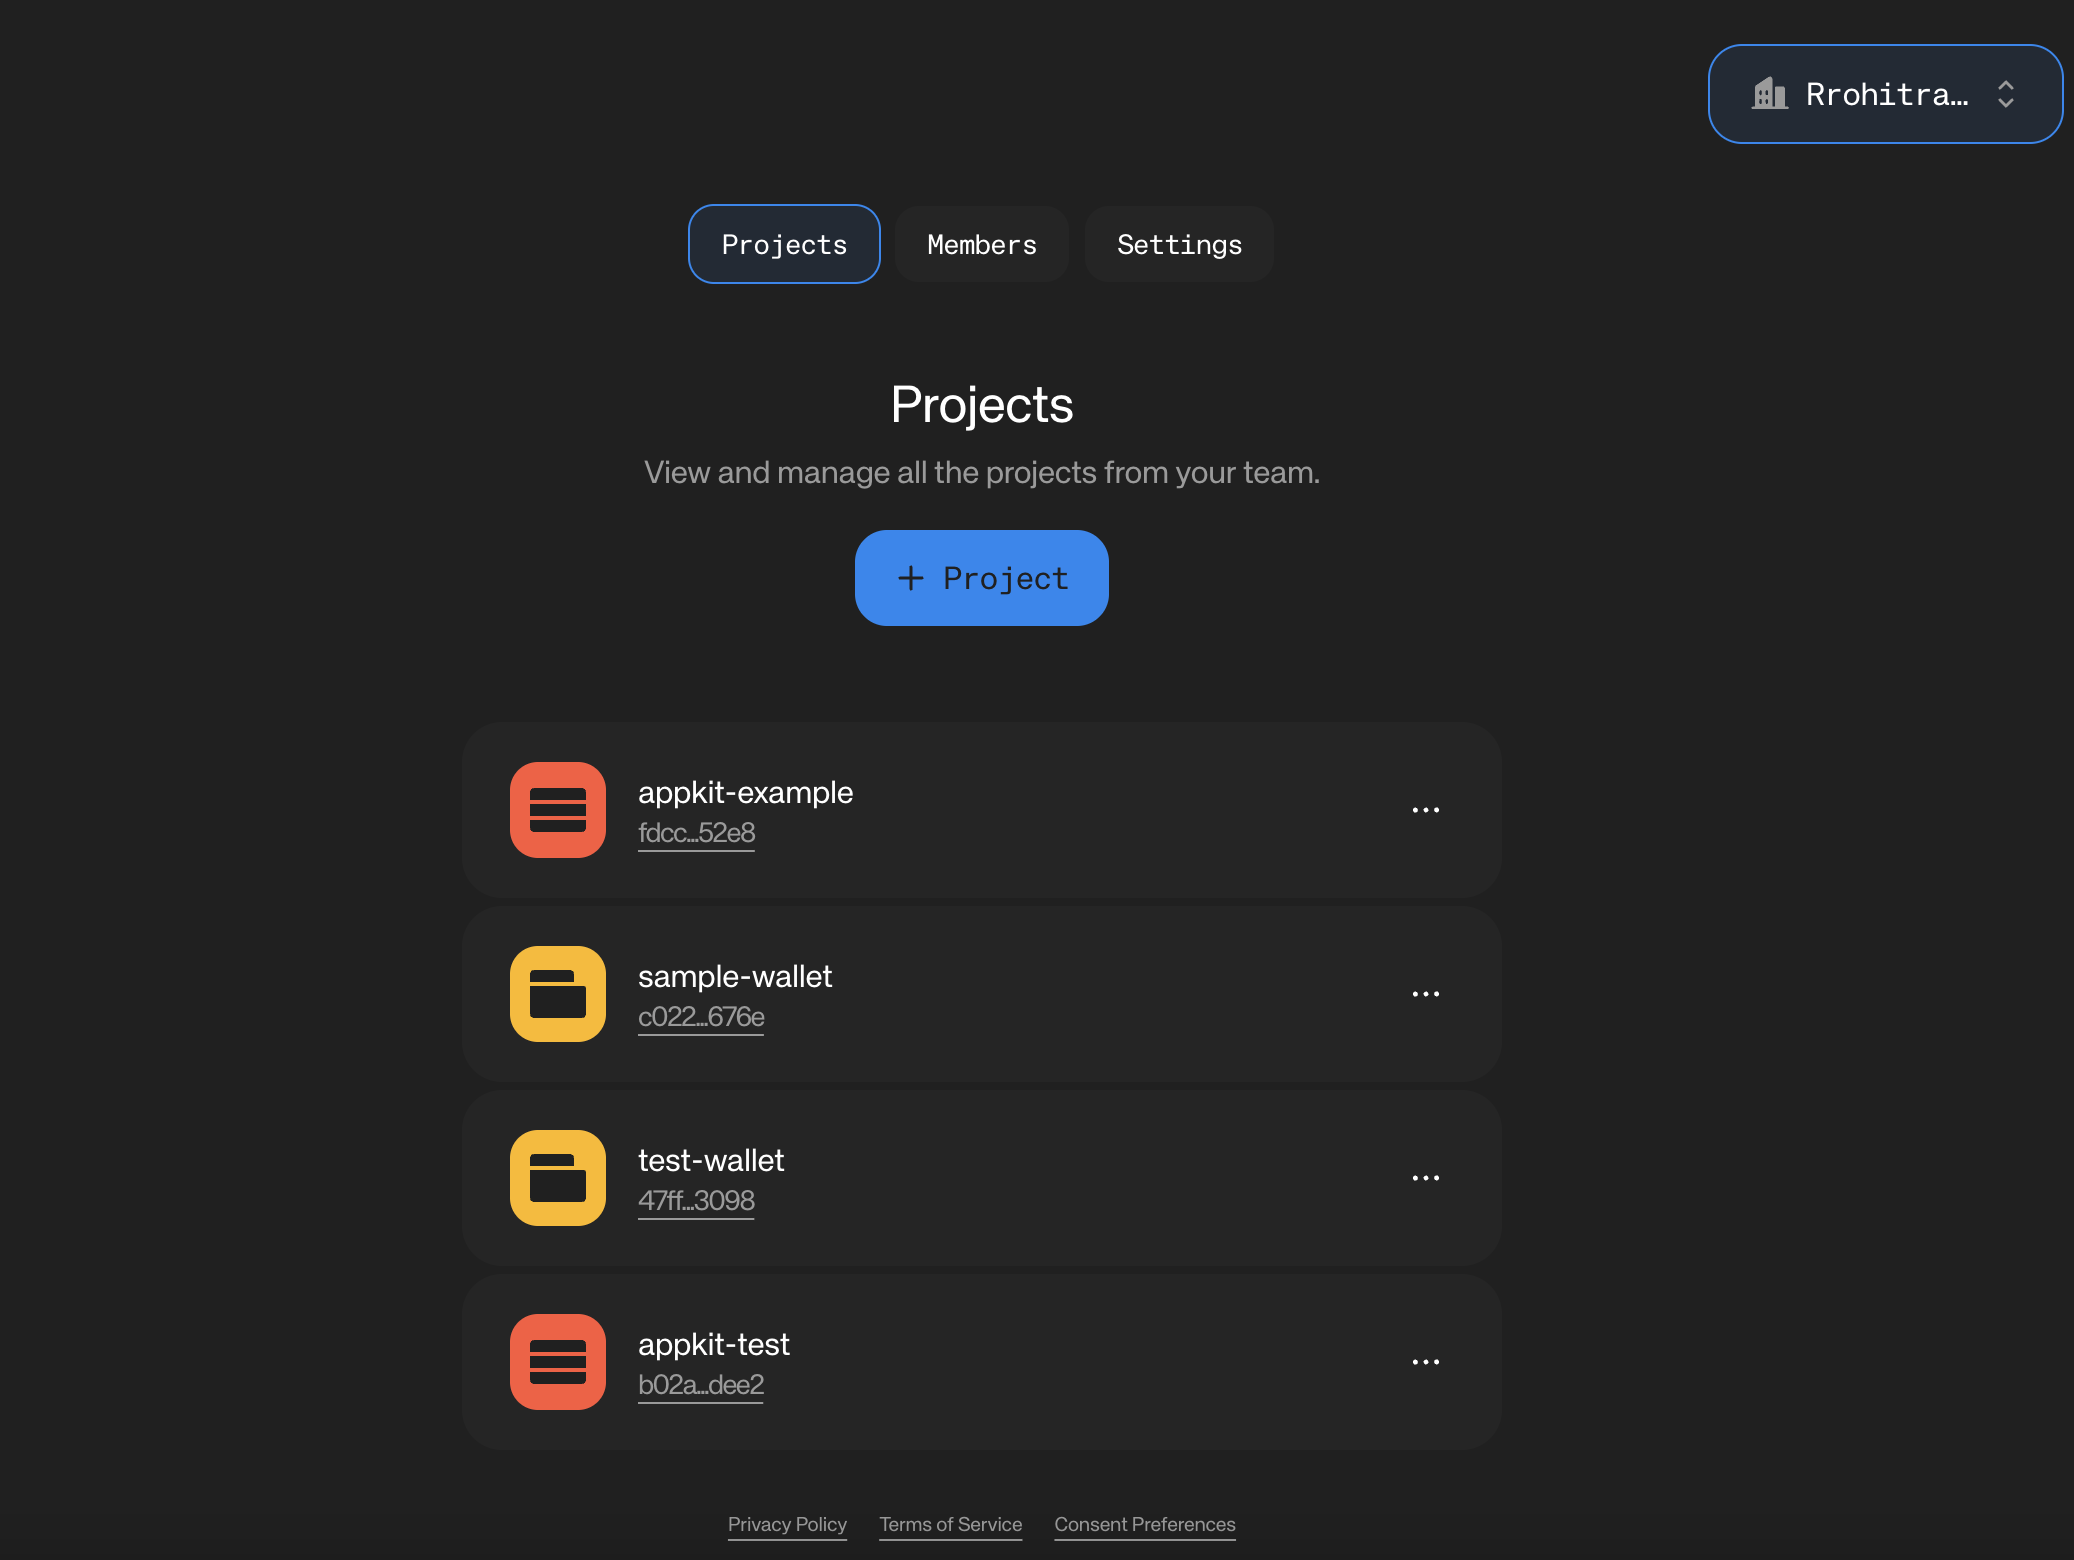 Rrohitra...
Projects
Members
Settings
Projects
View and manage all the projects from your team.
+ Project
appkit-example
fdcc...52e8
sample-wallet
c022...676e
test-wallet
47ff...3098
appkit-test
b02a...dee2
Privacy Policy
Terms of Service
Consent Preferences